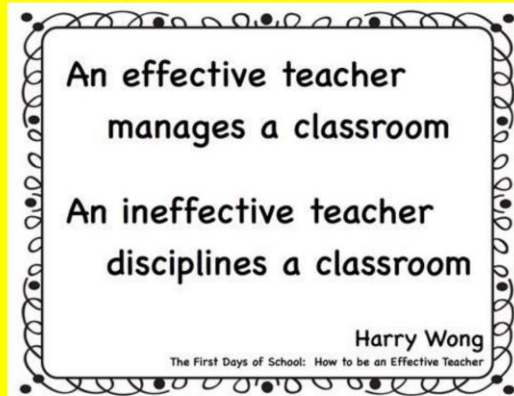 An effective teacher
manages a classroom
An ineffective teacher
disciplines a classroom
Harry Wong
The First Days of School: How to be an Effective Teacher